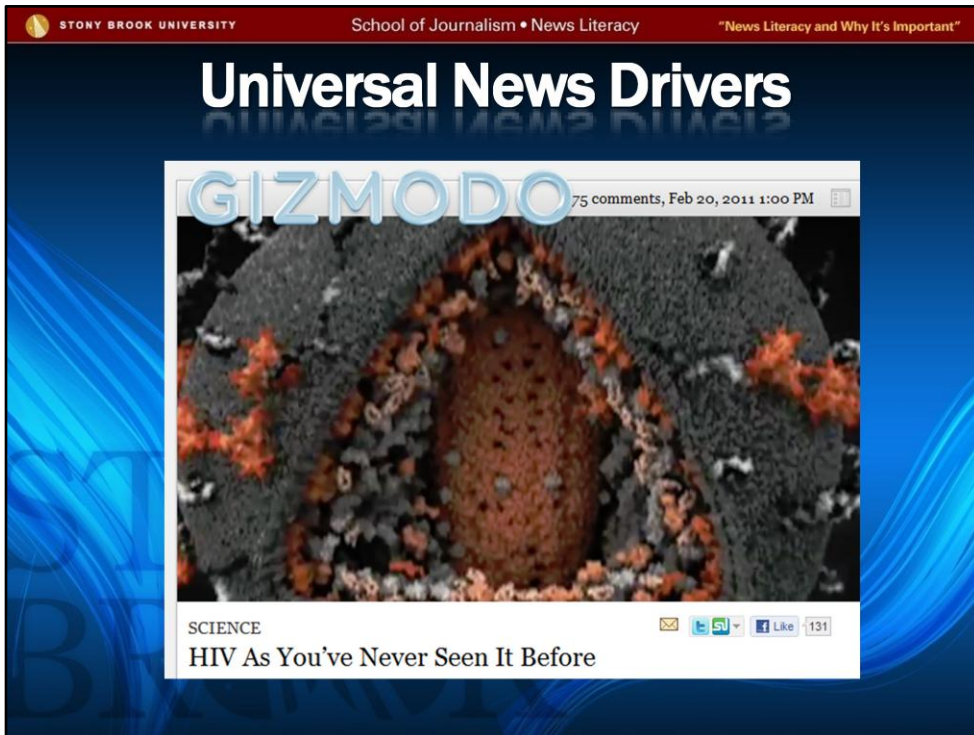 STONY BROOK UNIVERSITY
School of Journalism • News Literacy
"News Literacy and Why It's Important"
Universal News Drivers
GIZMODO
75 comments, Feb 20, 2011 1:00 PM
SCIENCE
Like 131
HIV As You've Never Seen It Before